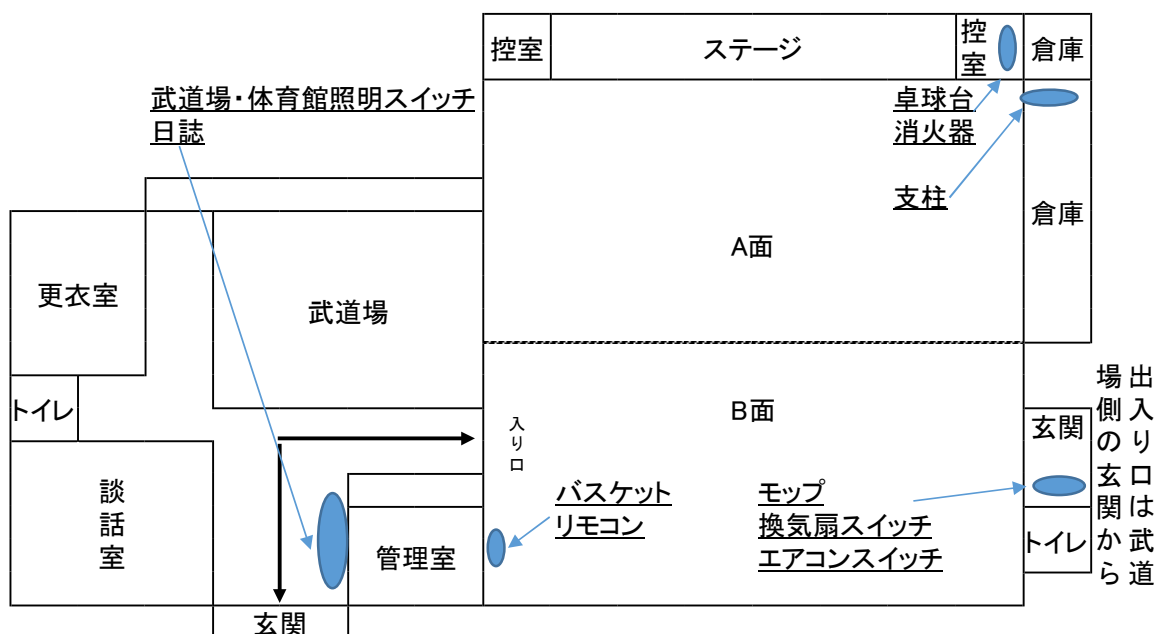 控室
ステージ
控室
倉庫
武道場・体育館照明スイッチ
日誌
卓球台
消火器
支柱
倉庫
A面
更衣室
武道場
トイレ
B面
入り口
玄関
出入り口は武道
場側の玄関から
談話室
管理室
バスケット
リモコン
モップ
換気扇スイッチ
エアコンスイッチ
トイレ
玄関